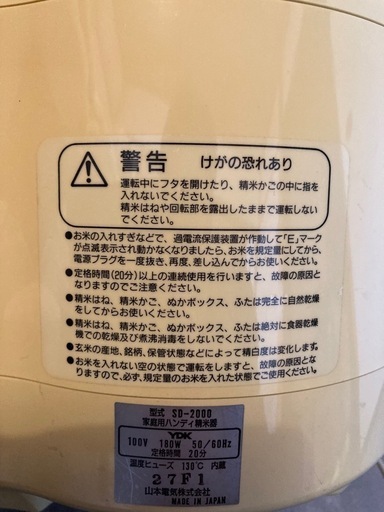 警告 けがの恐れあり
運転中にフタを開けたり、精米かごの中に指を
入れないでください。
精米はねや回転部を露出したままで運転しない
でください。
●お米の入れすぎなどで、過電流保護装置が作動して「E」マーク
が点滅表示され動かなくなりましたら、お米を規定量にしてから、
電源プラグを一度抜き、再度、差し込んでからお使いください。
●定格時間(20分)以上の連続使用を行いますと、故障の原因と
なりますのでご注意ください。
●精米はね、精米かご、ぬかボックス、ふたは完全に自然乾燥
をしてからお使いください。
●精米はね、精米かご、ぬかボックス、ふたは絶対に食器乾燥
機での乾燥及び煮沸消毒をしないでください。
●玄米の産地、銘柄、保管状態などによって精白度は変化します。
●お米を入れない空の状態で運転をしますと、故障の原因とな
りますので、必ず、規定量のお米を入れた状態でご使用ください。
型式 SD-2000
家庭用ハンディ精米器
YDK
100V 180W 50/60Hz
定格時間 20分
温度ヒューズ 130℃ 内蔵
27F1
山本電気株式会社
MADE IN JAPAN